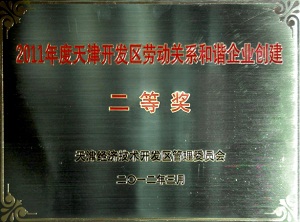 2011年度天津开发区劳动关系和谐企业创建
二等奖
天津经济技术开发区管理委员会
二〇一二年三月